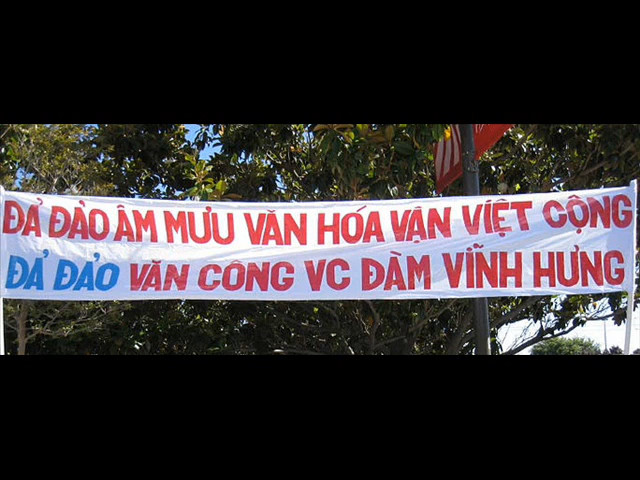 ĐẢ ĐẢO ÂM MƯU VĂN HÓA VẬN VIỆT CỘNG
ĐẢ ĐẢO VĂN CÔNG VC ĐÀM VĨNH HƯNG